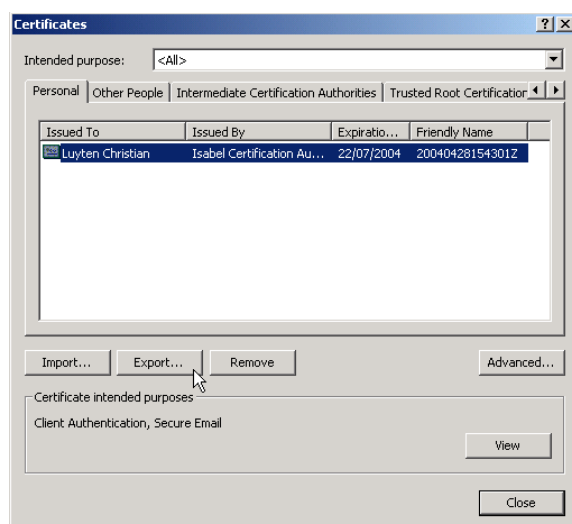 Certificates
Intended purpose: <All>
Personal Other People Intermediate Certification Authorities Trusted Root Certification
Issued To Issued By Expiratio... Friendly Name
Luyten Christian Isabel Certification Au... 22/07/2004 20040428154301Z
Import... Export... Remove Advanced...
Certificate intended purposes
Client Authentication, Secure Email
View
Close